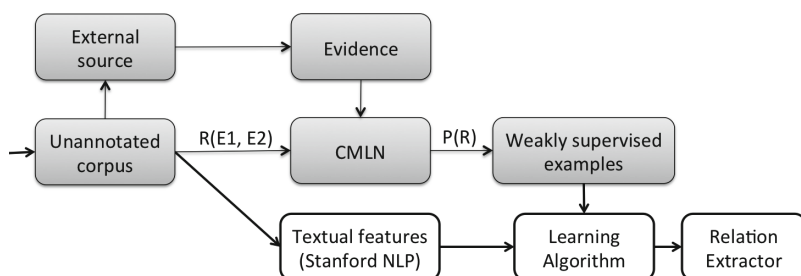 External
source
Evidence
Unannotated
corpus
R(E1, E2)
CMLN
P(R)
Weakly supervised
examples
Textual features
(Stanford NLP)
Learning
Algorithm
Relation
Extractor